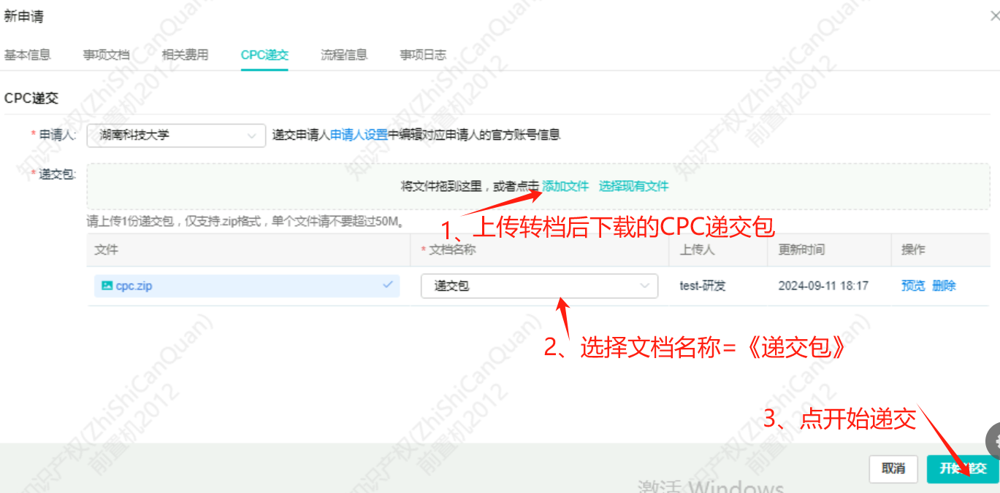 新申请
基本信息 事项文档 相关费用 CPC递交 流程信息 事项日志
CPC递交
* 申请人: 湖南科技大学 递交申请人申请人设置中编辑对应申请人的官方账号信息
* 递交包:
将文件拖到这里，或者点击 添加文件 选择现有文件
请上传1份递交包，仅支持.zip格式，单个文件请不要超过50M。
1、上传转档后下载的CPC递交包
文件 * 文档名称 上传人 更新时间 操作
cpc.zip 递交包 test-研发 2024-09-11 18:17 预览 删除
2、选择文档名称=《递交包》
3、点开始递交
取消 开始递交
激活 Windows
知识产权(ZhiShiCanQuan)
前置机2012